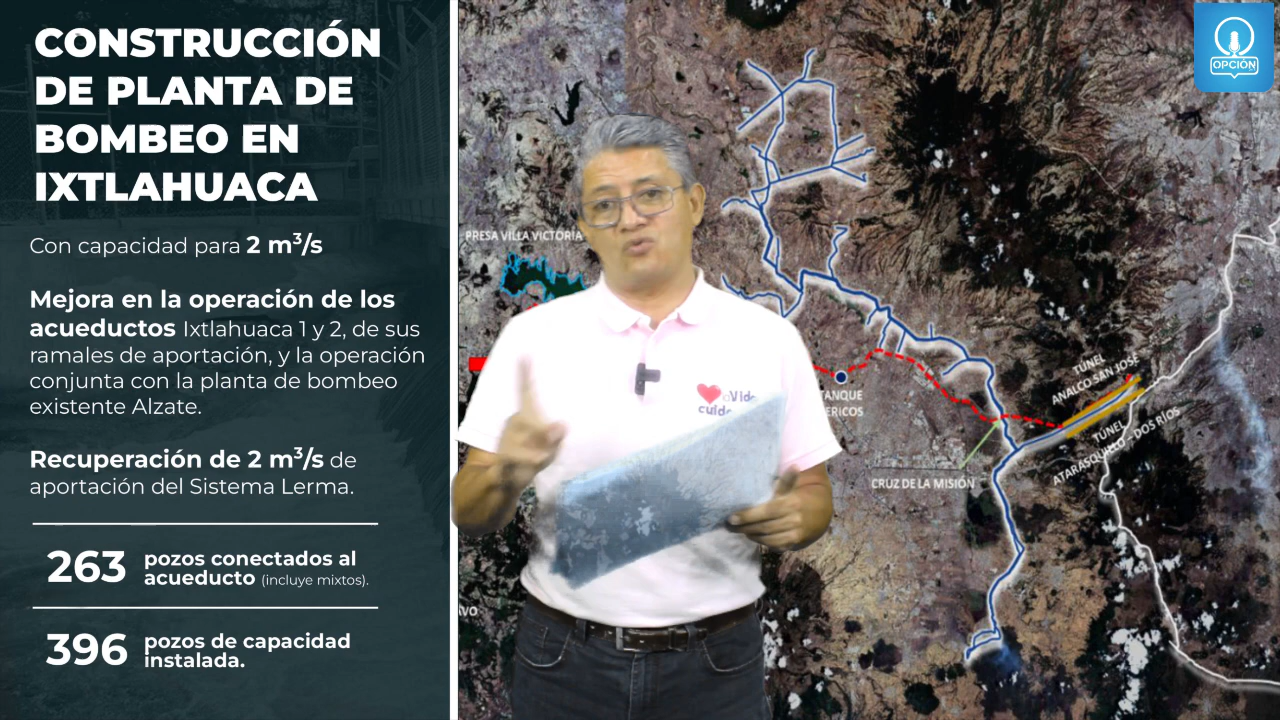 CONSTRUCCIÓN
DE PLANTA DE
BOMBEO EN
IXTLAHUACA
Con capacidad para 2 m³/s
Mejora en la operación de los
acueductos Ixtlahuaca 1 y 2, de sus
ramales de aportación, y la operación
conjunta con la planta de bombeo
existente Alzate.
Recuperación de 2 m³/s de
aportación del Sistema Lerma.
263 pozos conectados al
acueducto (incluye mixtos).
396 pozos de capacidad
instalada.
OPCIÓN
PRESA VILLA VICTORIA
TANQUE
ERICOS
CRUZ DE LA MISIÓN
TÚNEL
ANALCO SAN JOSÉ
TÚNEL
ATARASQUILLO - DOS RÍOS
Vida